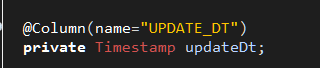 @Column(name="UPDATE_DT")
private Timestamp updateDt;